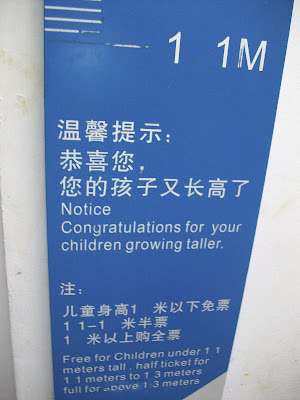 1 1M
温馨提示:
恭喜您,
您的孩子又长高了
Notice
Congratulations for your
children growing taller.
注:
儿童身高1 米以下免票
1 1-1 米半票
1 米以上购全票
Free for Children under 1 1
meters tall, half ticket for
1 1 meters to 1 3 meters
full for above 1 3 meters